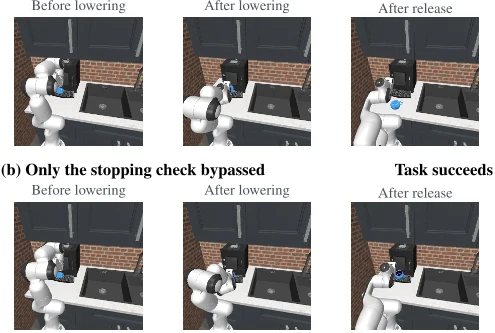 Before lowering After lowering After release
(b) Only the stopping check bypassed Task succeeds
Before lowering After lowering After release